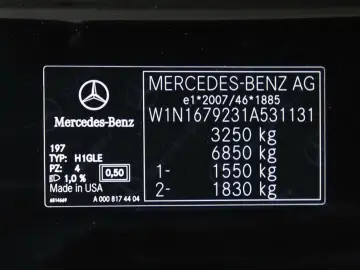 Mercedes-Benz
197
TYP: H1GLE
PZ: 4
1,0 % 0,50
Made in USA
6814669
A 000 817 44 04
MERCEDES-BENZ AG
e1*2007/46*1885
W1N1679231A531131
3250 kg
6850 kg
1- 1550 kg
2- 1830 kg